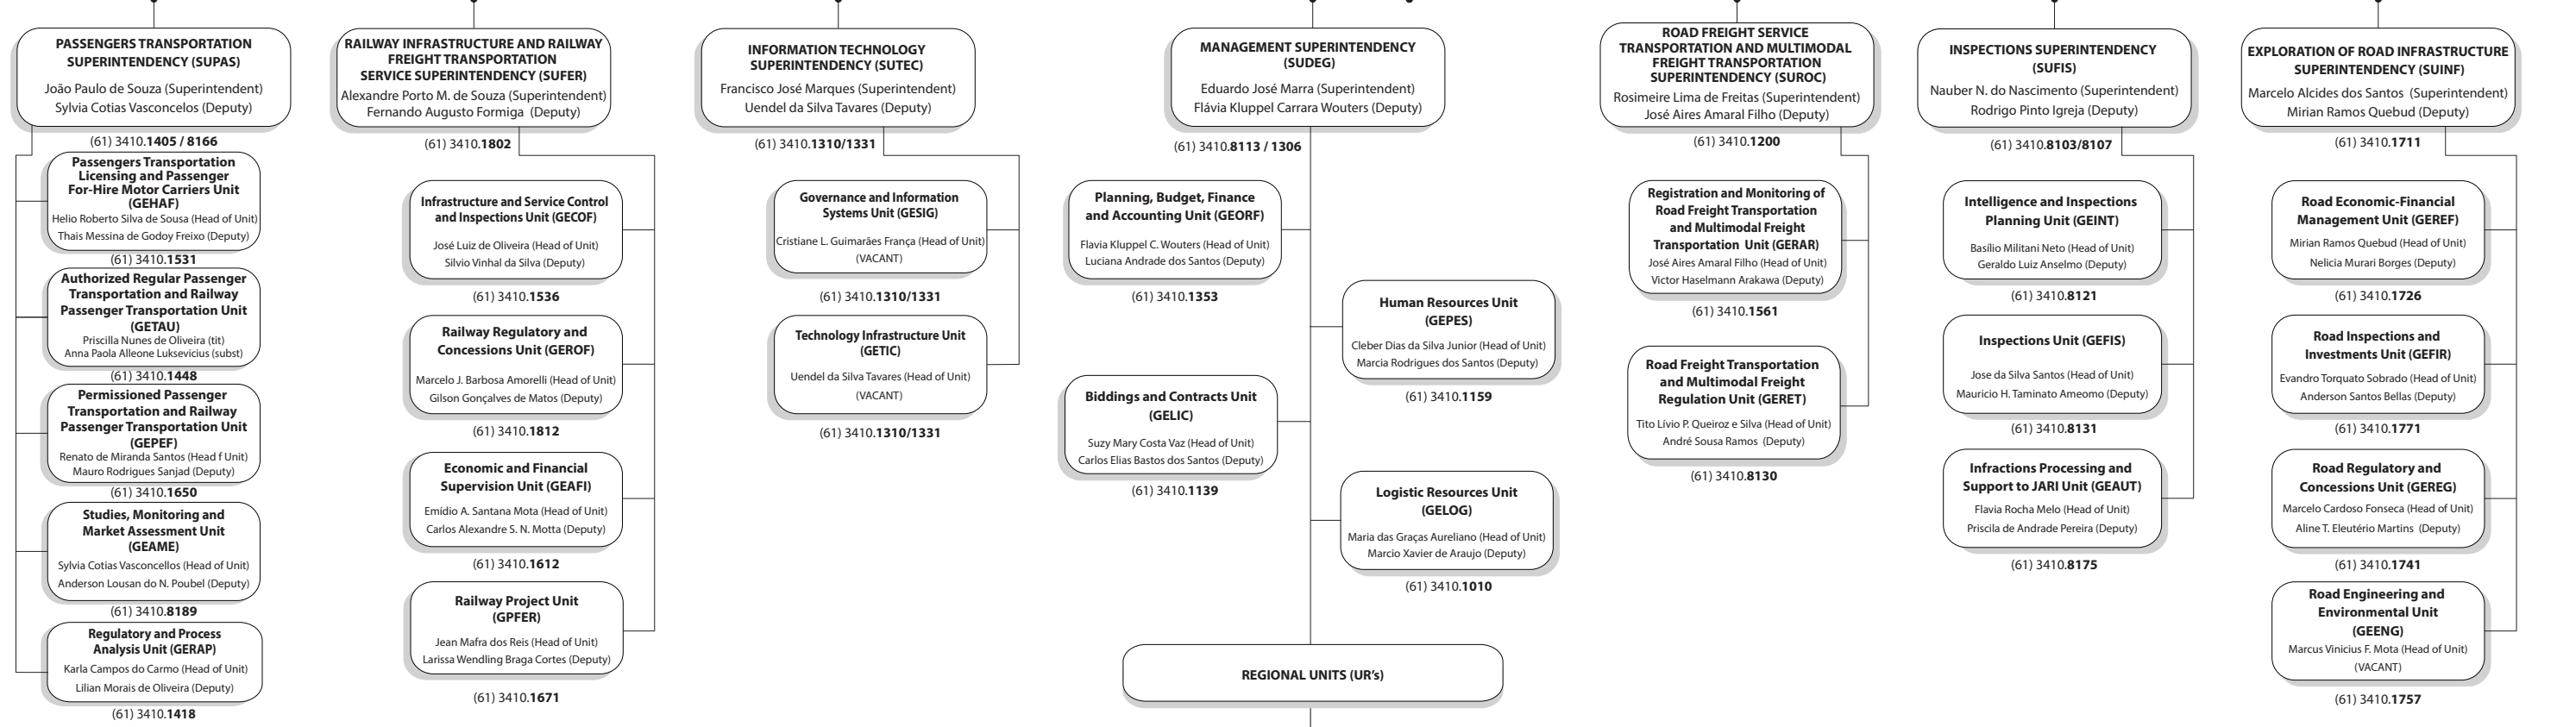 PASSENGERS TRANSPORTATION
SUPERINTENDENCY (SUPAS)
João Paulo de Souza (Superintendent)
Sylvia Cotias Vasconcelos (Deputy)
(61) 3410.1405 / 8166
Passengers Transportation
Licensing and Passenger
For-Hire Motor Carriers Unit
(GEHAF)
Helio Roberto Silva de Sousa (Head of Unit)
Thais Messina de Godoy Freixo (Deputy)
(61) 3410.1531
Authorized Regular Passenger
Transportation and Railway
Passenger Transportation Unit
(GETAU)
Priscilla Nunes de Oliveira (tit)
Anna Paola Alleone Luksevicius (subst)
(61) 3410.1448
Permissioned Passenger
Transportation and Railway
Passenger Transportation Unit
(GEPEF)
Renato de Miranda Santos (Head f Unit)
Mauro Rodrigues Sanjad (Deputy)
(61) 3410.1650
Studies, Monitoring and
Market Assessment Unit
(GEAME)
Sylvia Cotias Vasconcellos (Head of Unit)
Anderson Lousan do N. Poubel (Deputy)
(61) 3410.8189
Regulatory and Process
Analysis Unit (GERAP)
Karla Campos do Carmo (Head of Unit)
Lilian Morais de Oliveira (Deputy)
(61) 3410.1418
RAILWAY INFRASTRUCTURE AND RAILWAY
FREIGHT TRANSPORTATION
SERVICE SUPERINTENDENCY (SUFER)
Alexandre Porto M. de Souza (Superintendent)
Fernando Augusto Formiga (Deputy)
(61) 3410.1802
Infrastructure and Service Control
and Inspections Unit (GECOF)
José Luiz de Oliveira (Head of Unit)
Silvio Vinhal da Silva (Deputy)
(61) 3410.1536
Railway Regulatory and
Concessions Unit (GEROF)
Marcelo J. Barbosa Amorelli (Head of Unit)
Gilson Gonçalves de Matos (Deputy)
(61) 3410.1812
Economic and Financial
Supervision Unit (GEAFI)
Emídio A. Santana Mota (Head of Unit)
Carlos Alexandre S. N. Motta (Deputy)
(61) 3410.1612
Railway Project Unit
(GPFER)
Jean Mafra dos Reis (Head of Unit)
Larissa Wendling Braga Cortes (Deputy)
(61) 3410.1671
INFORMATION TECHNOLOGY
SUPERINTENDENCY (SUTEC)
Francisco José Marques (Superintendent)
Uendel da Silva Tavares (Deputy)
(61) 3410.1310/1331
Governance and Information
Systems Unit (GESIG)
Cristiane L. Guimarães França (Head of Unit)
(VACANT)
(61) 3410.1310/1331
Technology Infrastructure Unit
(GETIC)
Uendel da Silva Tavares (Head of Unit)
(VACANT)
(61) 3410.1310/1331
MANAGEMENT SUPERINTENDENCY
(SUDEG)
Eduardo José Marra (Superintendent)
Flávia Kluppel Carrara Wouters (Deputy)
(61) 3410.8113 / 1306
Planning, Budget, Finance
and Accounting Unit (GEORF)
Flavia Kluppel C. Wouters (Head of Unit)
Luciana Andrade dos Santos (Deputy)
(61) 3410.1353
Human Resources Unit
(GEPES)
Cleber Dias da Silva Junior (Head of Unit)
Marcia Rodrigues dos Santos (Deputy)
(61) 3410.1159
Biddings and Contracts Unit
(GELIC)
Suzy Mary Costa Vaz (Head of Unit)
Carlos Elias Bastos dos Santos (Deputy)
(61) 3410.1139
Logistic Resources Unit
(GELOG)
Maria das Graças Aureliano (Head of Unit)
Marcio Xavier de Araujo (Deputy)
(61) 3410.1010
REGIONAL UNITS (UR's)
ROAD FREIGHT SERVICE
TRANSPORTATION AND MULTIMODAL
FREIGHT TRANSPORTATION
SUPERINTENDENCY (SUROC)
Rosimeire Lima de Freitas (Superintendent)
José Aires Amaral Filho (Deputy)
(61) 3410.1200
Registration and Monitoring of
Road Freight Transportation
and Multimodal Freight
Transportation Unit (GERAR)
José Aires Amaral Filho (Head of Unit)
Victor Haselmann Arakawa (Deputy)
(61) 3410.1561
Road Freight Transportation
and Multimodal Freight
Regulation Unit (GERET)
Tito Lívio P. Queiroz e Silva (Head of Unit)
André Sousa Ramos (Deputy)
(61) 3410.8130
INSPECTIONS SUPERINTENDENCY
(SUFIS)
Nauber N. do Nascimento (Superintendent)
Rodrigo Pinto Igreja (Deputy)
(61) 3410.8103/8107
Intelligence and Inspections
Planning Unit (GEINT)
Basílio Militani Neto (Head of Unit)
Geraldo Luiz Anselmo (Deputy)
(61) 3410.8121
Inspections Unit (GEFIS)
Jose da Silva Santos (Head of Unit)
Mauricio H. Taminato Ameomo (Deputy)
(61) 3410.8131
Infractions Processing and
Support to JARI Unit (GEAUT)
Flavia Rocha Melo (Head of Unit)
Priscila de Andrade Pereira (Deputy)
(61) 3410.8175
EXPLORATION OF ROAD INFRASTRUCTURE
SUPERINTENDENCY (SUINF)
Marcelo Alcides dos Santos (Superintendent)
Mirian Ramos Quebud (Deputy)
(61) 3410.1711
Road Economic-Financial
Management Unit (GEREF)
Mirian Ramos Quebud (Head of Unit)
Nelicia Murari Borges (Deputy)
(61) 3410.1726
Road Inspections and
Investments Unit (GEFIR)
Evandro Torquato Sobrado (Head of Unit)
Anderson Santos Bellas (Deputy)
(61) 3410.1771
Road Regulatory and
Concessions Unit (GEREG)
Marcelo Cardoso Fonseca (Head of Unit)
Aline T. Eleutério Martins (Deputy)
(61) 3410.1741
Road Engineering and
Environmental Unit
(GEENG)
Marcus Vinicius F. Mota (Head of Unit)
(VACANT)
(61) 3410.1757